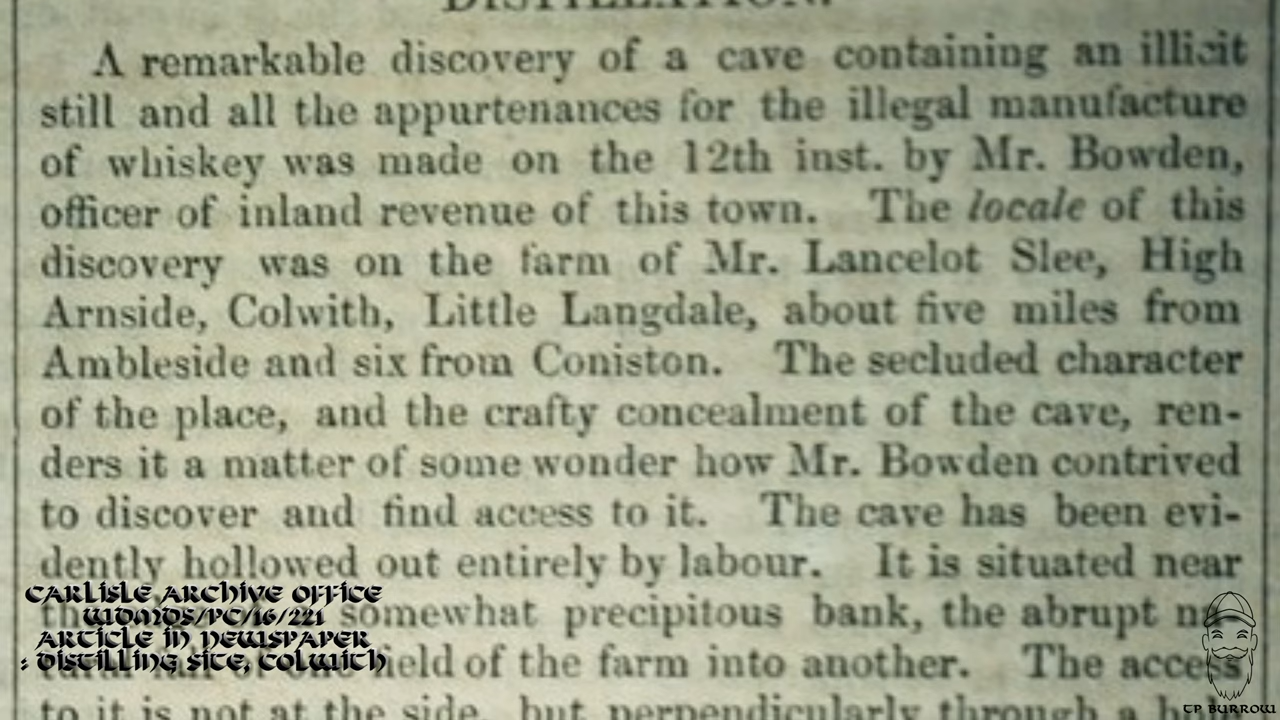 DISTILLATION.
A remarkable discovery of a cave containing an illicit
still and all the appurtenances for the illegal manufacture
of whiskey was made on the 12th inst. by Mr. Bowden,
officer of inland revenue of this town. The locale of this
discovery was on the farm of Mr. Lancelot Slee, High
Arnside, Colwith, Little Langdale, about five miles from
Ambleside and six from Coniston. The secluded character
of the place, and the crafty concealment of the cave, ren-
ders it a matter of some wonder how Mr. Bowden contrived
to discover and find access to it. The cave has been evi-
dently hollowed out entirely by labour. It is situated near
somewhat precipitous bank, the abrupt
field of the farm into another. The access
to it is not at the side, but perpendicularly through a
CARLISLE ARCHIVE OFFICE
WDMDS/PC/16/221
ARTICLE IN NEWSPAPER
: DISTILLING SITE, COLWITH
TP BURROW